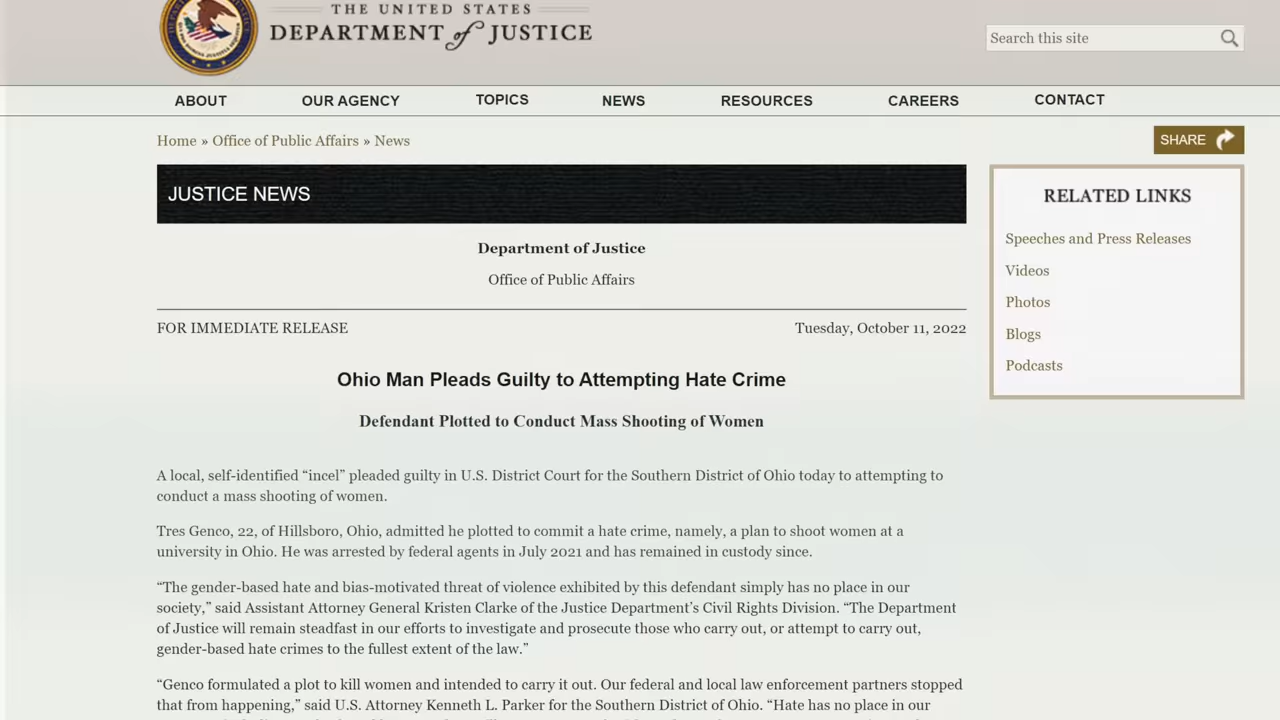 THE UNITED STATES
DEPARTMENT of JUSTICE
Search this site
ABOUT OUR AGENCY TOPICS NEWS RESOURCES CAREERS CONTACT
Home » Office of Public Affairs » News
SHARE
JUSTICE NEWS
RELATED LINKS
Speeches and Press Releases
Videos
Photos
Blogs
Podcasts
Department of Justice
Office of Public Affairs
FOR IMMEDIATE RELEASE Tuesday, October 11, 2022
Ohio Man Pleads Guilty to Attempting Hate Crime
Defendant Plotted to Conduct Mass Shooting of Women
A local, self-identified “incel” pleaded guilty in U.S. District Court for the Southern District of Ohio today to attempting to
conduct a mass shooting of women.
Tres Genco, 22, of Hillsboro, Ohio, admitted he plotted to commit a hate crime, namely, a plan to shoot women at a
university in Ohio. He was arrested by federal agents in July 2021 and has remained in custody since.
“The gender-based hate and bias-motivated threat of violence exhibited by this defendant simply has no place in our
society,” said Assistant Attorney General Kristen Clarke of the Justice Department’s Civil Rights Division. “The Department
of Justice will remain steadfast in our efforts to investigate and prosecute those who carry out, or attempt to carry out,
gender-based hate crimes to the fullest extent of the law.”
“Genco formulated a plot to kill women and intended to carry it out. Our federal and local law enforcement partners stopped
that from happening,” said U.S. Attorney Kenneth L. Parker for the Southern District of Ohio. “Hate has no place in our